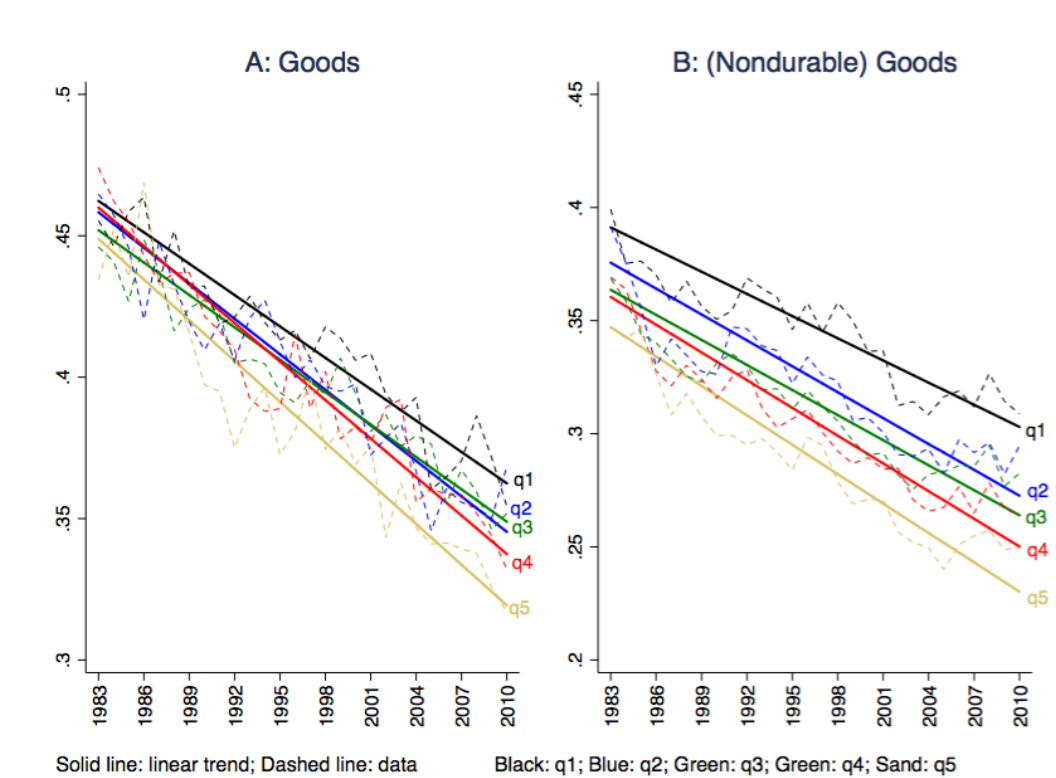 A: Goods
.5
.45
.4
.35
.3
q1
q2
q3
q4
q5
1983 1986 1989 1992 1995 1998 2001 2004 2007 2010
B: (Nondurable) Goods
.45
.4
.35
.3
.25
.2
q1
q2
q3
q4
q5
1983 1986 1989 1992 1995 1998 2001 2004 2007 2010
Solid line: linear trend; Dashed line: data
Black: q1; Blue: q2; Green: q3; Green: q4; Sand: q5